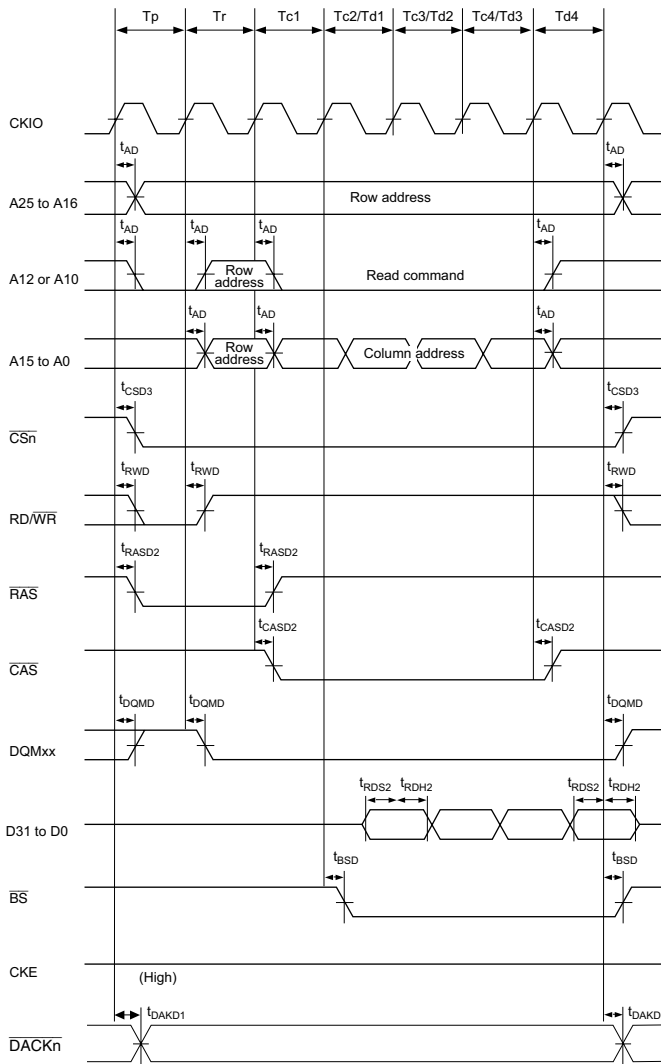 Tp Tr Tc1 Tc2/Td1 Tc3/Td2 Tc4/Td3 Td4
CKIO
tAD tAD
A25 to A16 Row address
tAD tAD tAD tAD
A12 or A10 Row address Read command
tAD tAD tAD
A15 to A0 Row address Column address
tCSD3 tCSD3
CSn
tRWD tRWD tRWD
RD/WR
tRASD2 tRASD2
RAS
tCASD2 tCASD2
CAS
tDQMD tDQMD tDQMD
DQMxx
tRDS2 tRDH2 tRDS2 tRDH2
D31 to D0
tBSD tBSD
BS
CKE
(High)
tDAKD1 tDAKD
DACKn